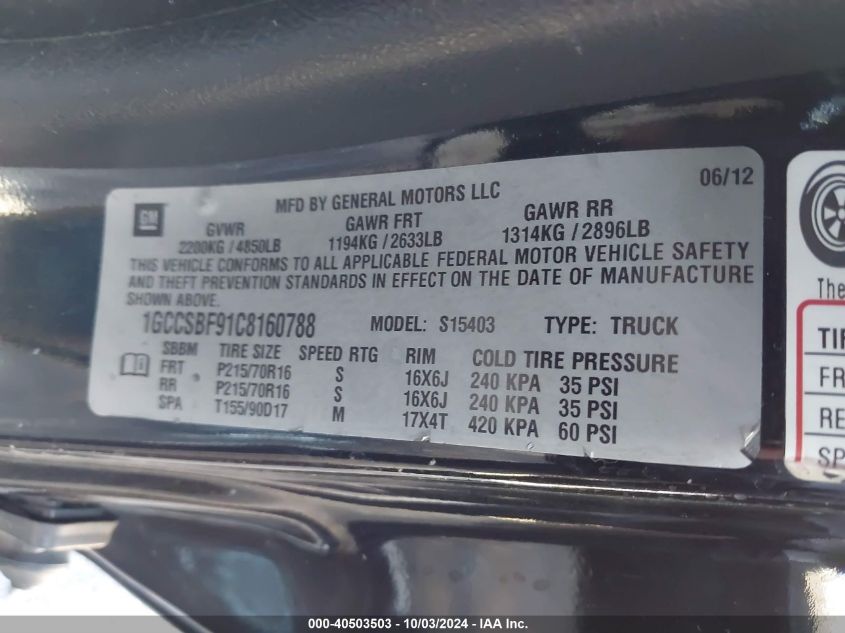 06/12
MFD BY GENERAL MOTORS LLC
GM
GVWR GAWR FRT GAWR RR
2200KG / 4850LB 1194KG / 2633LB 1314KG / 2896LB
THIS VEHICLE CONFORMS TO ALL APPLICABLE FEDERAL MOTOR VEHICLE SAFETY
AND THEFT PREVENTION STANDARDS IN EFFECT ON THE DATE OF MANUFACTURE
SHOWN ABOVE.
1GCCSBF91C8160788 MODEL: S15403 TYPE: TRUCK
SBBM TIRE SIZE SPEED RTG RIM COLD TIRE PRESSURE
FRT P215/70R16 S 16X6J 240 KPA 35 PSI
RR P215/70R16 S 16X6J 240 KPA 35 PSI
SPA T155/90D17 M 17X4T 420 KPA 60 PSI
The
TIR
FR
RE
SP
000-40503503 - 10/03/2024 - IAA Inc.